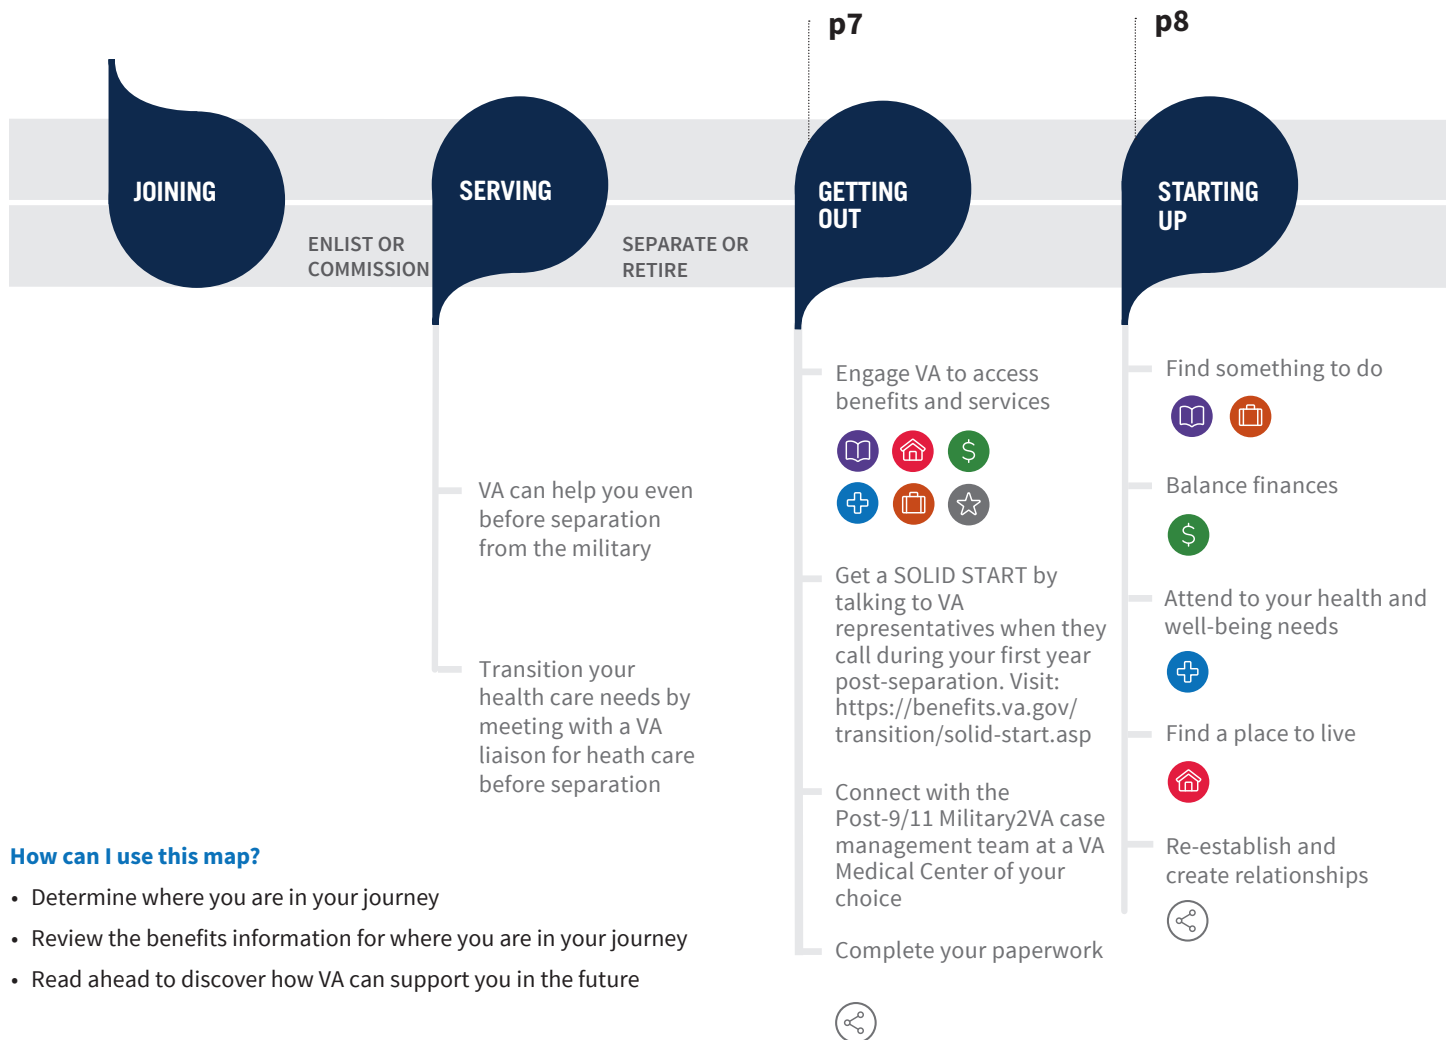 p7
p8
JOINING
ENLIST OR
COMMISSION
SERVING
SEPARATE OR
RETIRE
GETTING
OUT
STARTING
UP
VA can help you even
before separation
from the military
Transition your
health care needs by
meeting with a VA
liaison for heath care
before separation
Engage VA to access
benefits and services
Get a SOLID START by
talking to VA
representatives when they
call during your first year
post-separation. Visit:
https://benefits.va.gov/
transition/solid-start.asp
Connect with the
Post-9/11 Military2VA case
management team at a VA
Medical Center of your
choice
Complete your paperwork
Find something to do
Balance finances
Attend to your health and
well-being needs
Find a place to live
Re-establish and
create relationships
How can I use this map?
• Determine where you are in your journey
• Review the benefits information for where you are in your journey
• Read ahead to discover how VA can support you in the future